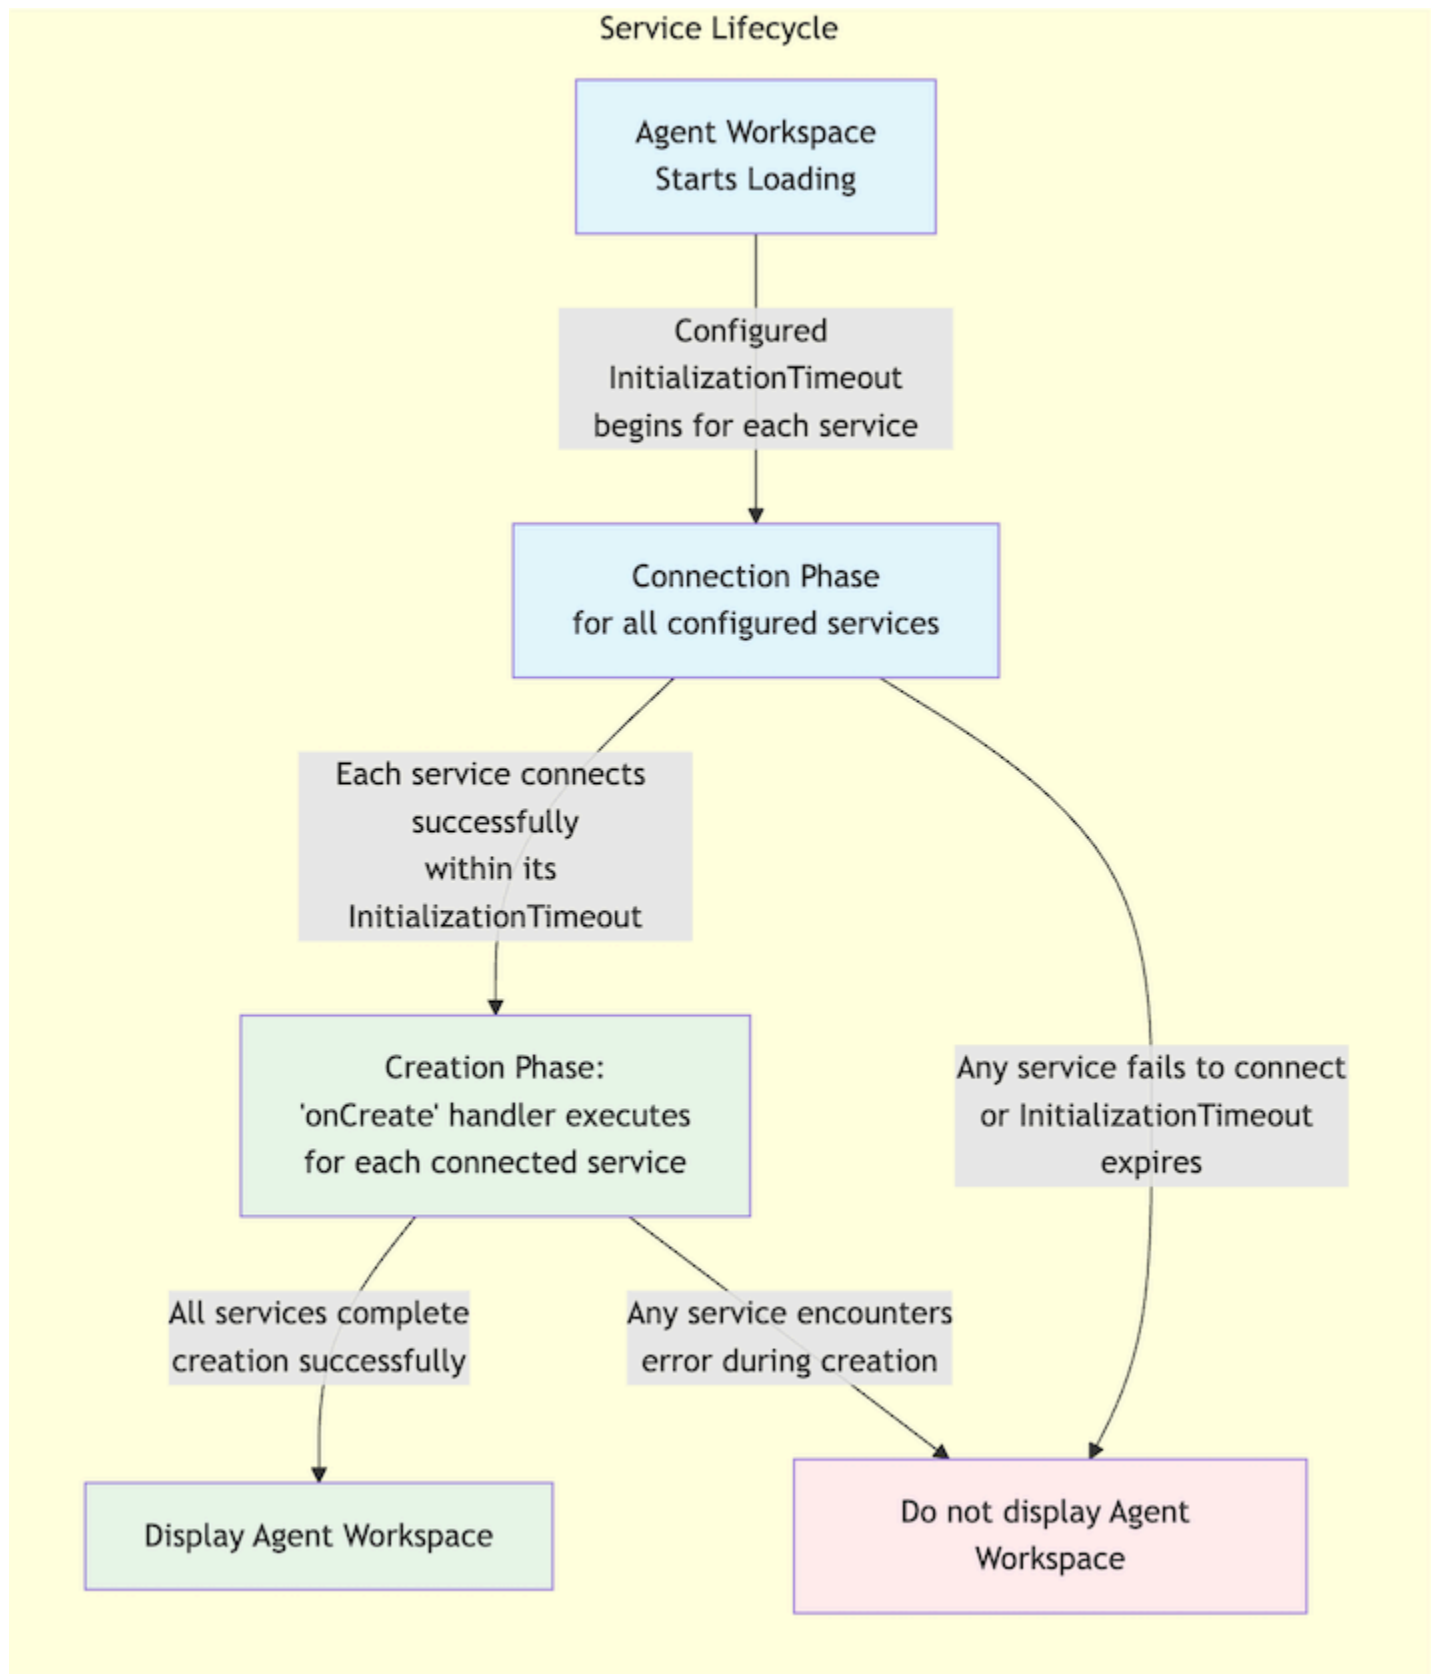 Service Lifecycle
Agent Workspace
Starts Loading
Configured
InitializationTimeout
begins for each service
Connection Phase
for all configured services
Each service connects
successfully
within its
InitializationTimeout
Creation Phase:
'onCreate' handler executes
for each connected service
Any service fails to connect
or InitializationTimeout
expires
All services complete
creation successfully
Any service encounters
error during creation
Display Agent Workspace
Do not display Agent
Workspace